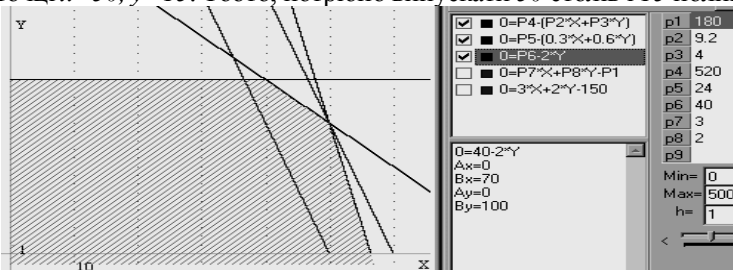 Y
X
1
10
0=P4-(P2*X+P3*Y)
0=P5-(0.3*X+0.6*Y)
0=P6-2*Y
0=P7*X+P8*Y-P1
0=3*X+2*Y-150
0=40-2*Y
Ax=0
Bx=70
Ay=0
By=100
p1 180
p2 9.2
p3 4
p4 520
p5 24
p6 40
p7 3
p8 2
p9
Min= 0
Max= 500
h= 1
<